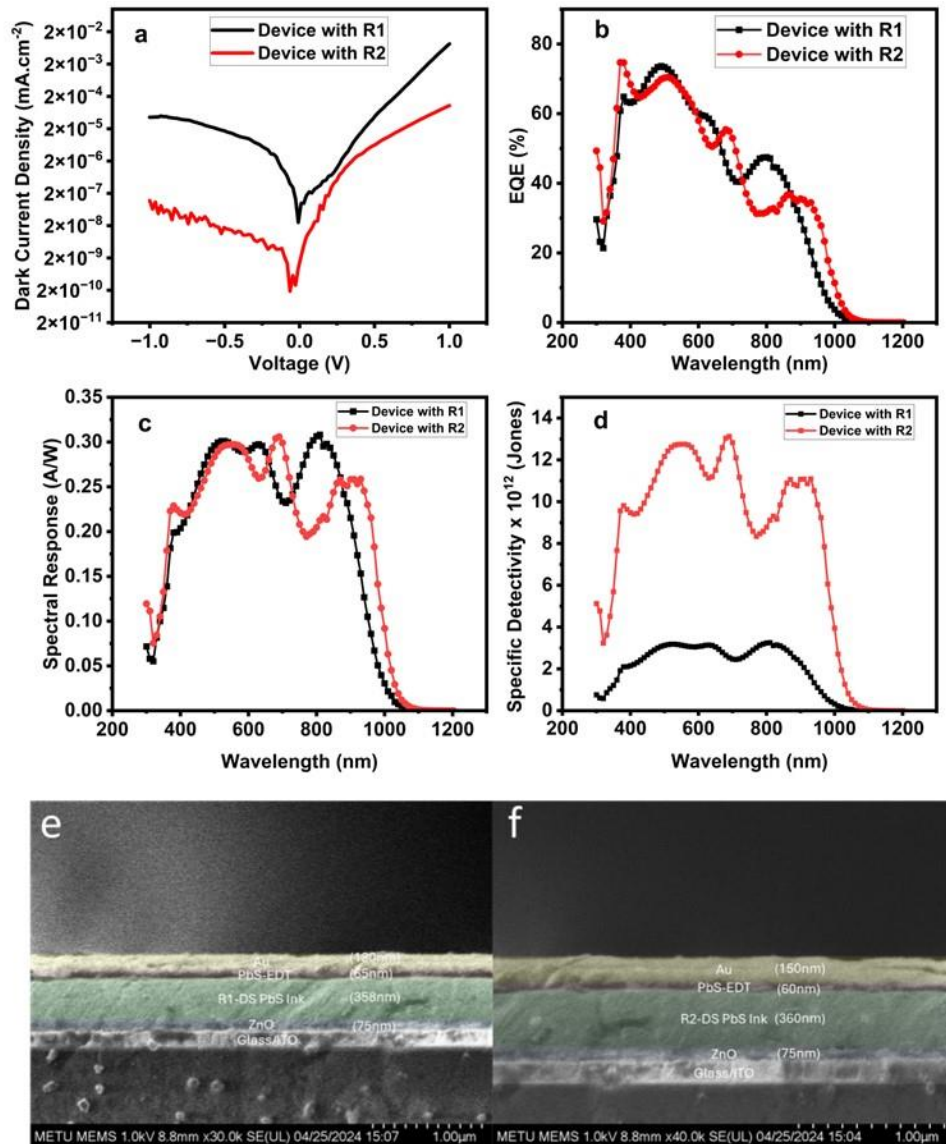 a
Device with R1
Device with R2
2×10⁻²
2×10⁻³
2×10⁻⁴
2×10⁻⁵
2×10⁻⁶
2×10⁻⁷
2×10⁻⁸
2×10⁻⁹
2×10⁻¹⁰
2×10⁻¹¹
Dark Current Density (mA.cm⁻²)
−1.0 −0.5 0.0 0.5 1.0
Voltage (V)
b
Device with R1
Device with R2
80
60
40
20
0
EQE (%)
200 400 600 800 1000 1200
Wavelength (nm)
c
Device with R1
Device with R2
0.35
0.30
0.25
0.20
0.15
0.10
0.05
0.00
Spectral Response (A/W)
200 400 600 800 1000 1200
Wavelength (nm)
d
Device with R1
Device with R2
14
12
10
8
6
4
2
0
Specific Detectivity x 10¹² (Jones)
200 400 600 800 1000 1200
Wavelength (nm)
e
Au (180nm)
PbS-EDT (65nm)
R1-DS PbS Ink (358nm)
ZnO (75nm)
Glass/ITO
METU MEMS 1.0kV 8.8mm x30.0k SE(UL) 04/25/2024 15:07 1.00μm
f
Au (150nm)
PbS-EDT (60nm)
R2-DS PbS Ink (360nm)
ZnO (75nm)
Glass/ITO
METU MEMS 1.0kV 8.8mm x40.0k SE(UL) 04/25/2024 15:04 1.00μm